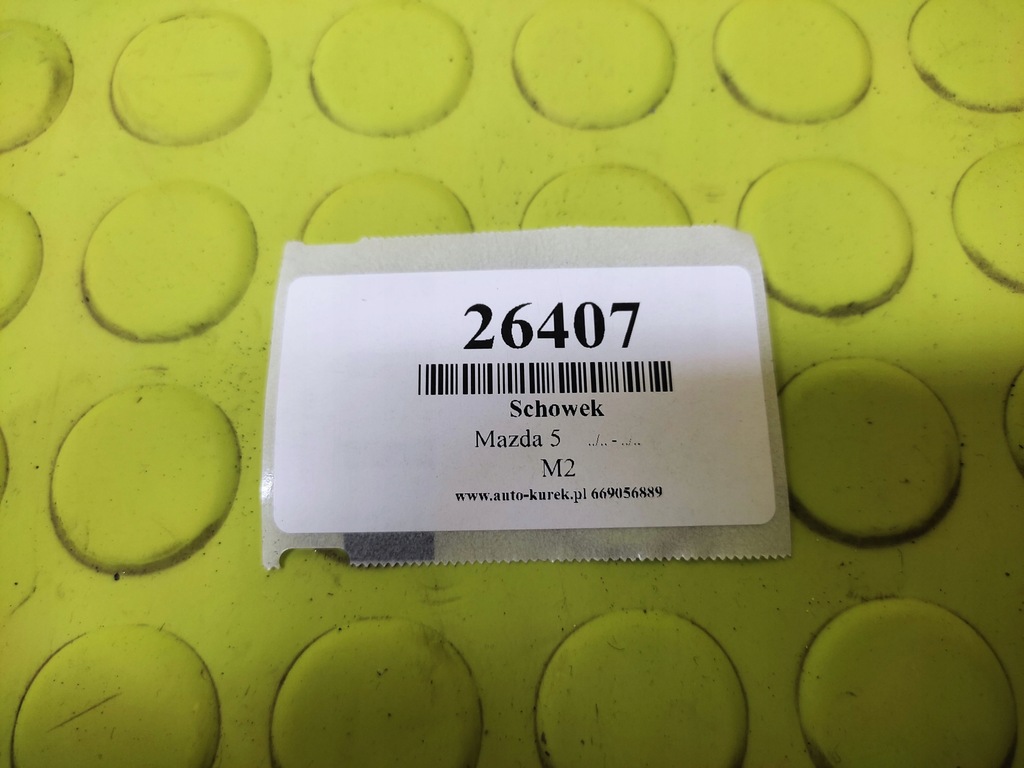 26407
Schowek
Mazda 5 ../.. - ../..
M2
www.auto-kurek.pl 669056889